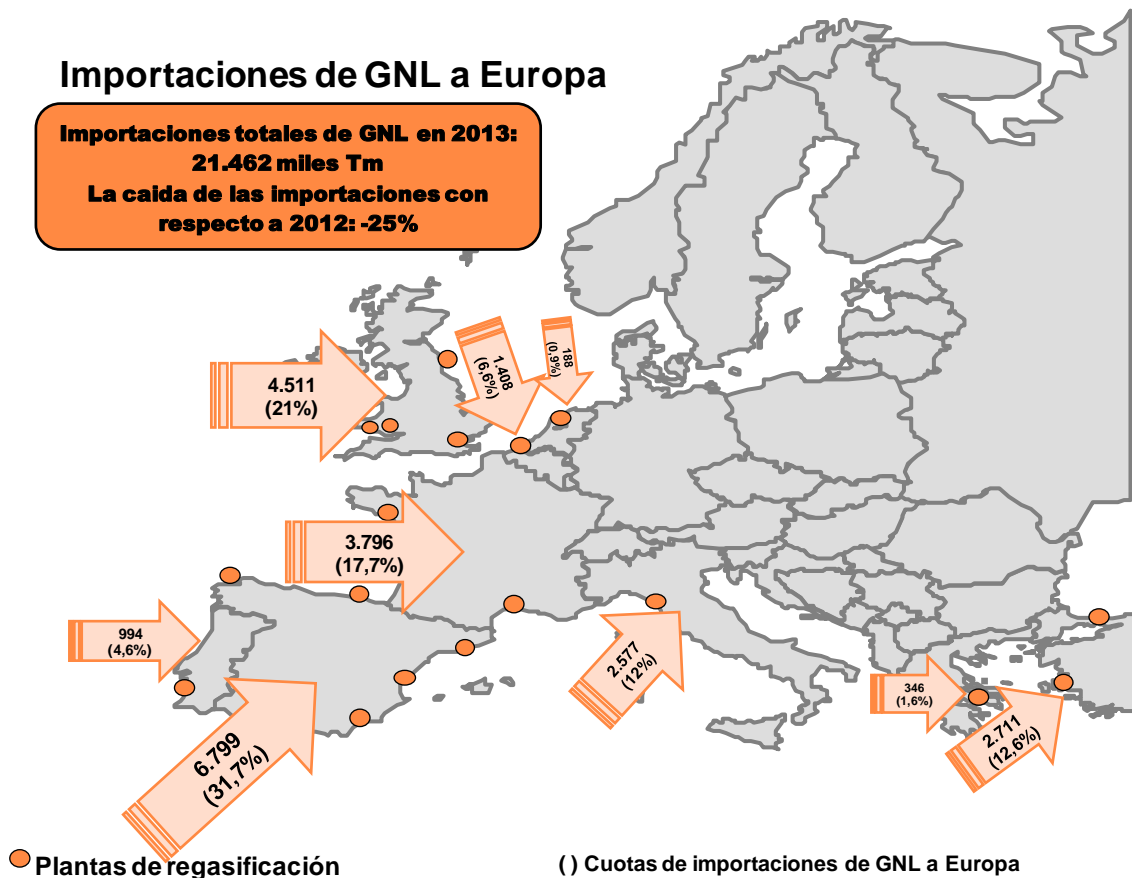 Importaciones de GNL a Europa
Importaciones totales de GNL en 2013:
21.462 miles Tm
La caida de las importaciones con
respecto a 2012: -25%
188
(0,9%)
1.408
(6,6%)
4.511
(21%)
3.796
(17,7%)
994
(4,6%)
2.577
(12%)
346
(1,6%)
2.711
(12,6%)
6.799
(31,7%)
Plantas de regasificación
( ) Cuotas de importaciones de GNL a Europa